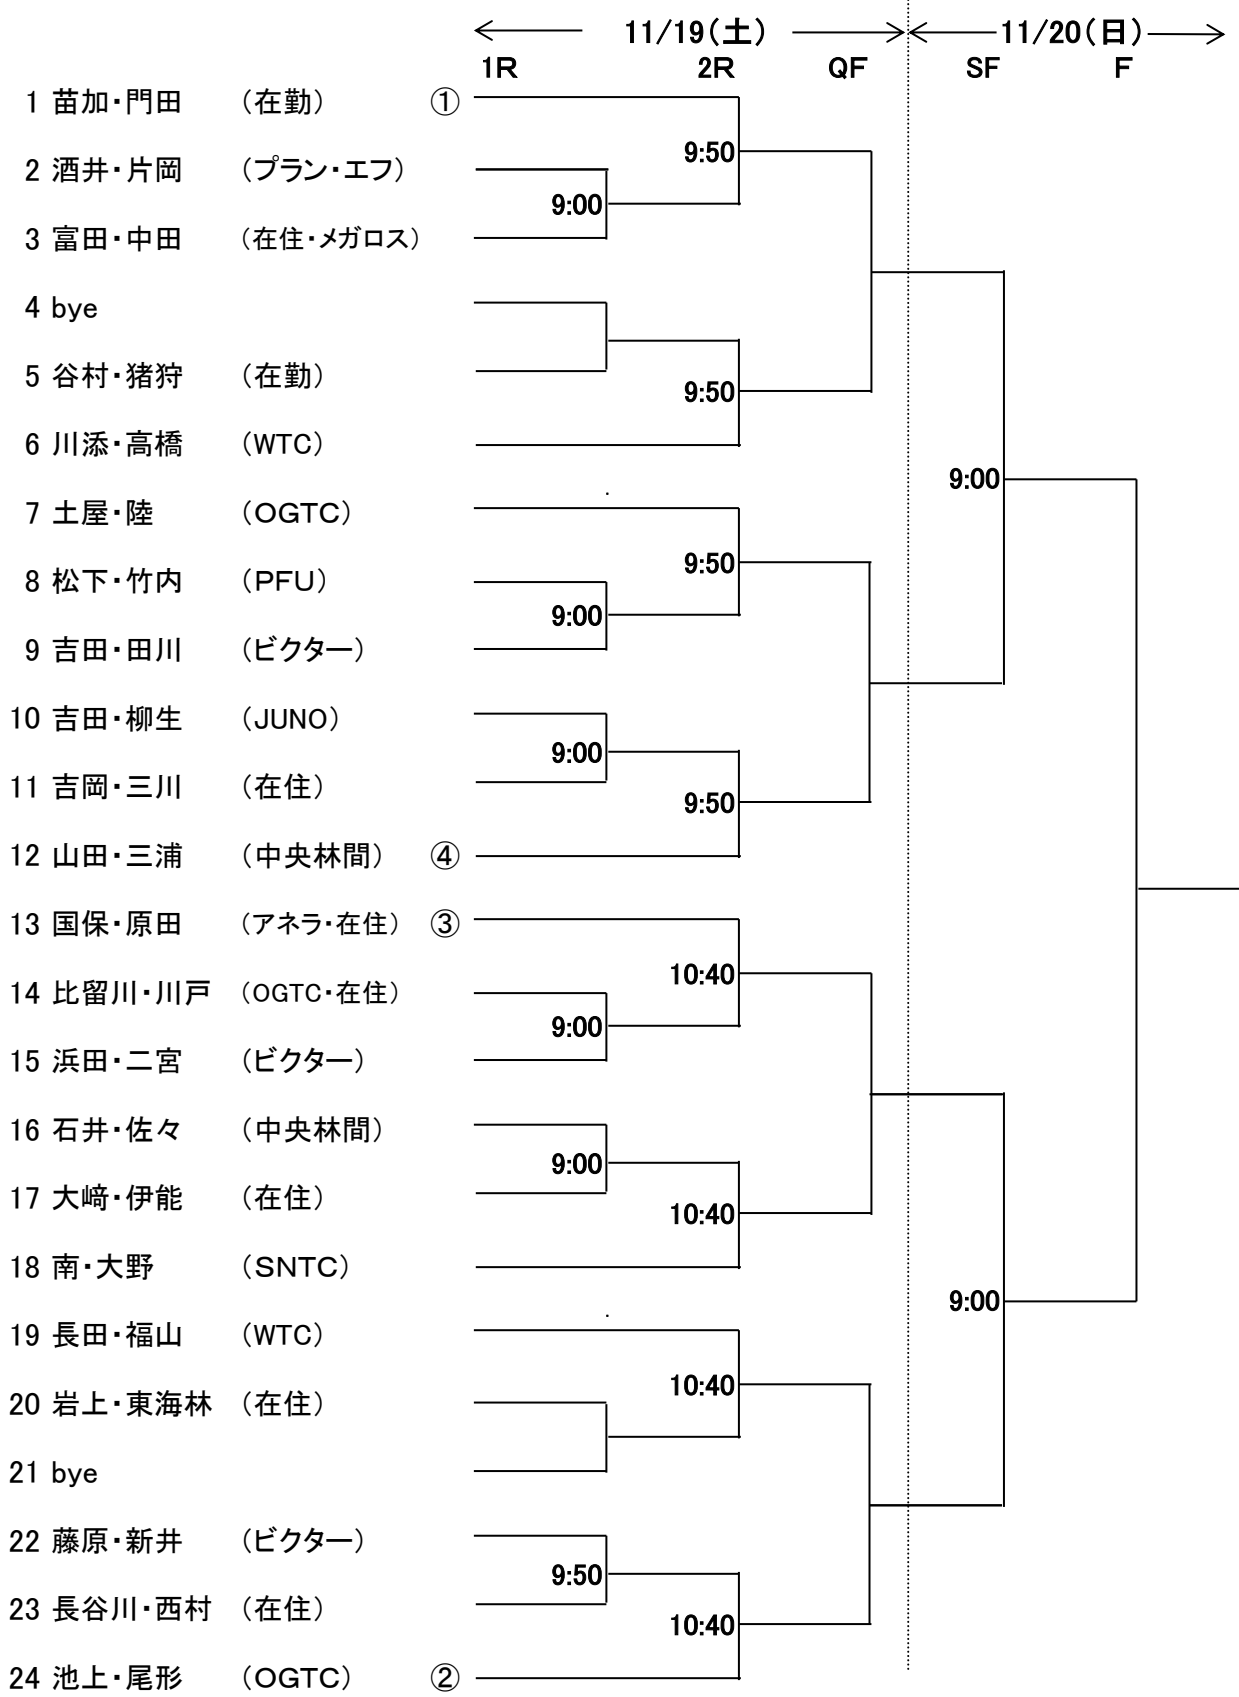 11/19(土) 11/20(日)
1R 2R QF SF F
1 苗加・門田 (在勤) ①
9:50
2 酒井・片岡 (プラン・エフ)
9:00
3 富田・中田 (在住・メガロス)
4 bye
5 谷村・猪狩 (在勤)
9:50
6 川添・高橋 (WTC)
9:00
7 土屋・陸 (OGTC)
9:50
8 松下・竹内 (PFU)
9:00
9 吉田・田川 (ビクター)
10 吉田・柳生 (JUNO)
9:00
11 吉岡・三川 (在住)
9:50
12 山田・三浦 (中央林間) ④
13 国保・原田 (アネラ・在住) ③
10:40
14 比留川・川戸 (OGTC・在住)
9:00
15 浜田・二宮 (ビクター)
16 石井・佐々 (中央林間)
9:00
17 大﨑・伊能 (在住)
10:40
18 南・大野 (SNTC)
9:00
19 長田・福山 (WTC)
10:40
20 岩上・東海林 (在住)
21 bye
22 藤原・新井 (ビクター)
9:50
23 長谷川・西村 (在住)
10:40
24 池上・尾形 (OGTC) ②